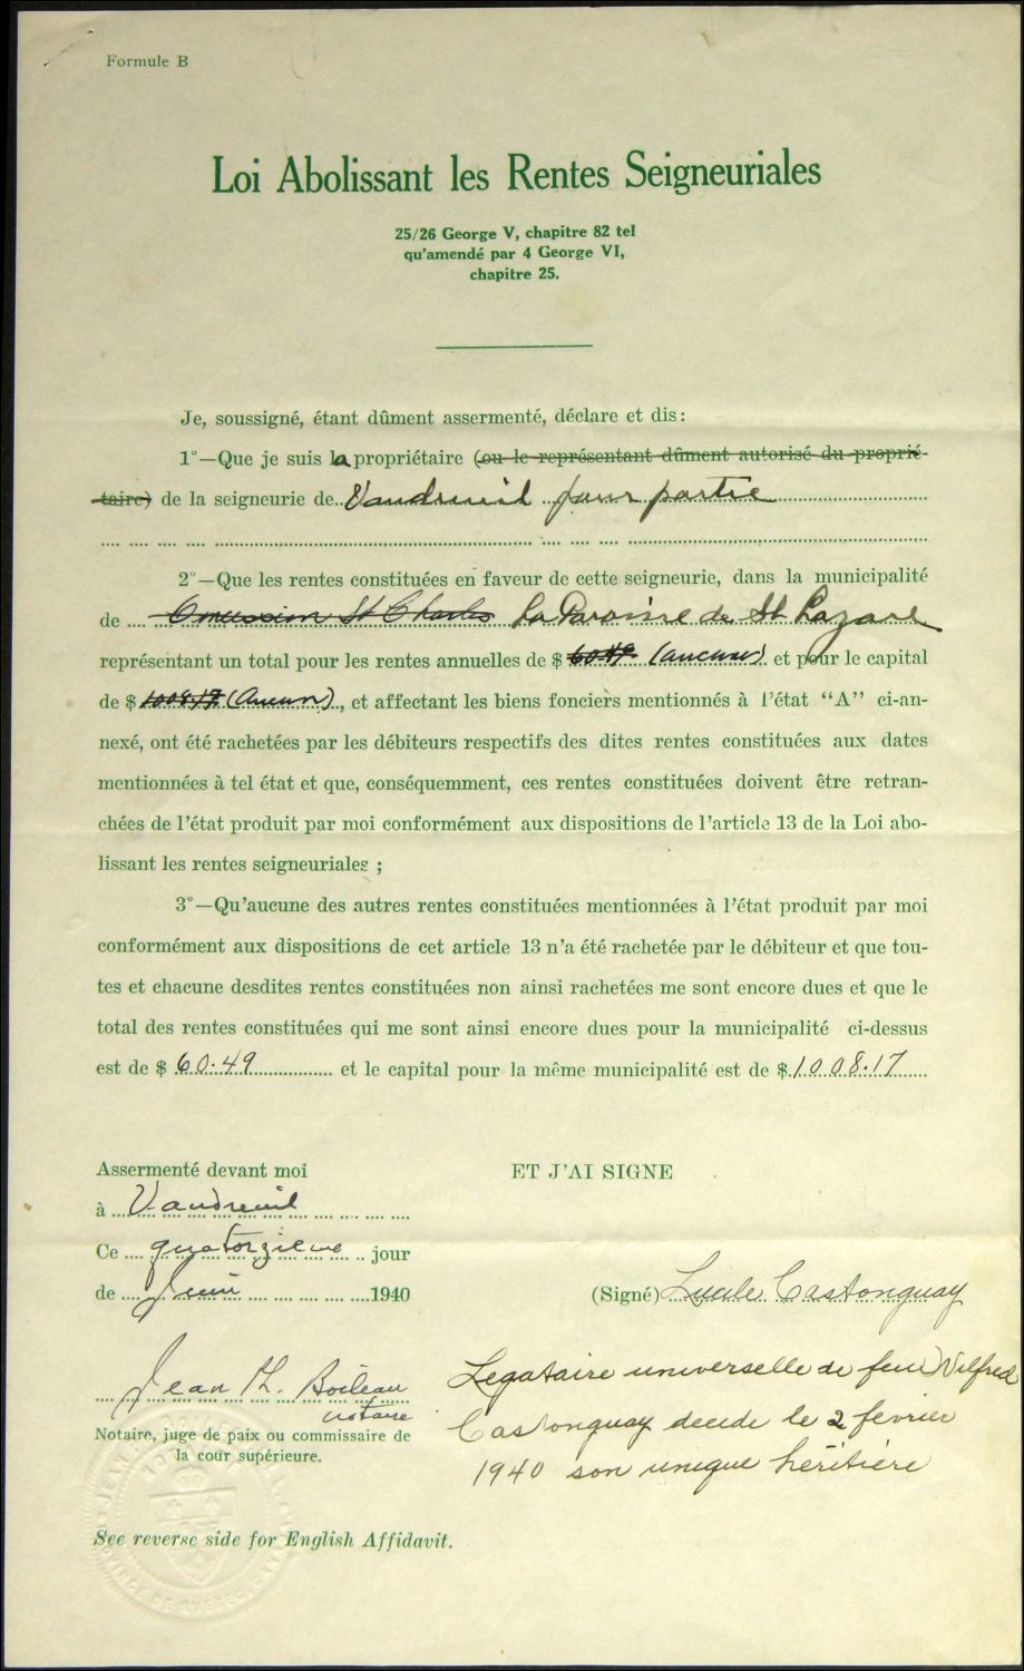 Formule B
Loi Abolissant les Rentes Seigneuriales
25/26 George V, chapitre 82 tel
qu'amendé par 4 George VI,
chapitre 25.
Je, soussigné, étant dûment assermenté, déclare et dis:
1°—Que je suis la propriétaire (ou le représentant dûment autorisé du proprié-
taire) de la seigneurie de Vaudreuil pour partie
2°—Que les rentes constituées en faveur de cette seigneurie, dans la municipalité
de St Charles La Paroisse de St Lazare
représentant un total pour les rentes annuelles de $ 60.49 (aucunes) et pour le capital
de $ 1008.17 (Aucun), et affectant les biens fonciers mentionnés à l'état "A" ci-an-
nexé, ont été rachetées par les débiteurs respectifs des dites rentes constituées aux dates
mentionnées à tel état et que, conséquemment, ces rentes constituées doivent être retran-
chées de l'état produit par moi conformément aux dispositions de l'article 13 de la Loi abo-
lissant les rentes seigneuriales ;
3°—Qu'aucune des autres rentes constituées mentionnées à l'état produit par moi
conformément aux dispositions de cet article 13 n'a été rachetée par le débiteur et que tou-
tes et chacune desdites rentes constituées non ainsi rachetées me sont encore dues et que le
total des rentes constituées qui me sont ainsi encore dues pour la municipalité ci-dessus
est de $ 60.49 et le capital pour la même municipalité est de $ 1008.17
Assermenté devant moi
ET J'AI SIGNE
à Vaudreuil
Ce quatorzieme jour
de Juin 1940
(Signé) Lucile Castonguay
Jean Th. Boileau
notaire
Notaire, juge de paix ou commissaire de
la cour supérieure.
Legataire universelle de feu Wilfred
Castonguay decede le 2 fevrier
1940 son unique héritière
See reverse side for English Affidavit.